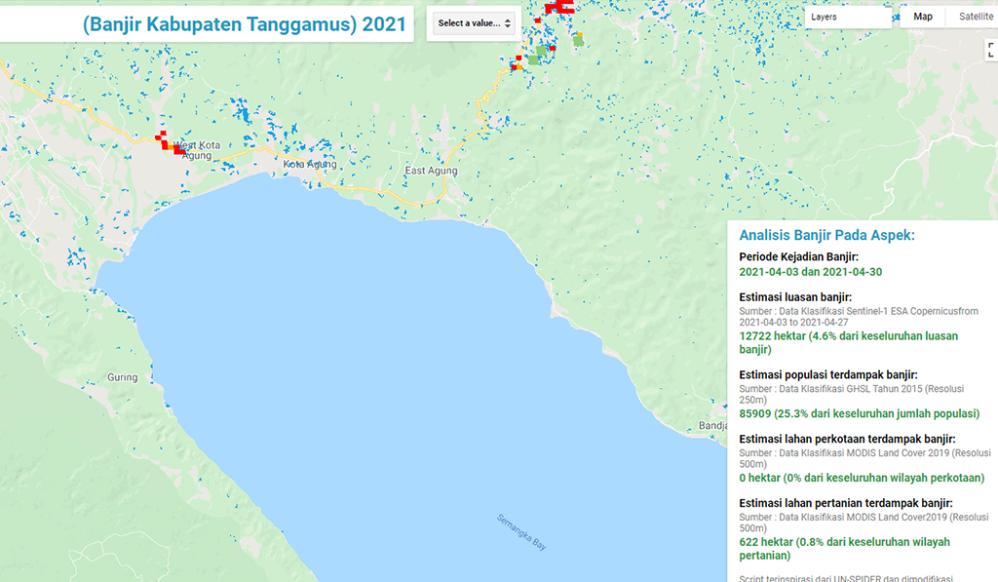 (Banjir Kabupaten Tanggamus) 2021
Select a value...
Layers
Map
Satellite
West Kota
Agung
Kota Agung
East Agung
Guring
Semangka Bay
Analisis Banjir Pada Aspek:
Periode Kejadian Banjir:
2021-04-03 dan 2021-04-30
Estimasi luasan banjir:
Sumber : Data Klasifikasi Sentinel-1 ESA Copernicusfrom
2021-04-03 to 2021-04-27
12722 hektar (4.6% dari keseluruhan luasan
banjir)
Estimasi populasi terdampak banjir:
Sumber : Data Klasifikasi GHSL Tahun 2015 (Resolusi
250m)
85909 (25.3% dari keseluruhan jumlah populasi)
Bandja
Estimasi lahan perkotaan terdampak banjir:
Sumber : Data Klasifikasi MODIS Land Cover 2019 (Resolusi
500m)
0 hektar (0% dari keseluruhan wilayah perkotaan)
Estimasi lahan pertanian terdampak banjir:
Sumber : Data Klasifikasi MODIS Land Cover2019 (Resolusi
500m)
622 hektar (0.8% dari keseluruhan wilayah
pertanian)
Script terinspirasi dari UN-SPIDER dan dimodifikasi